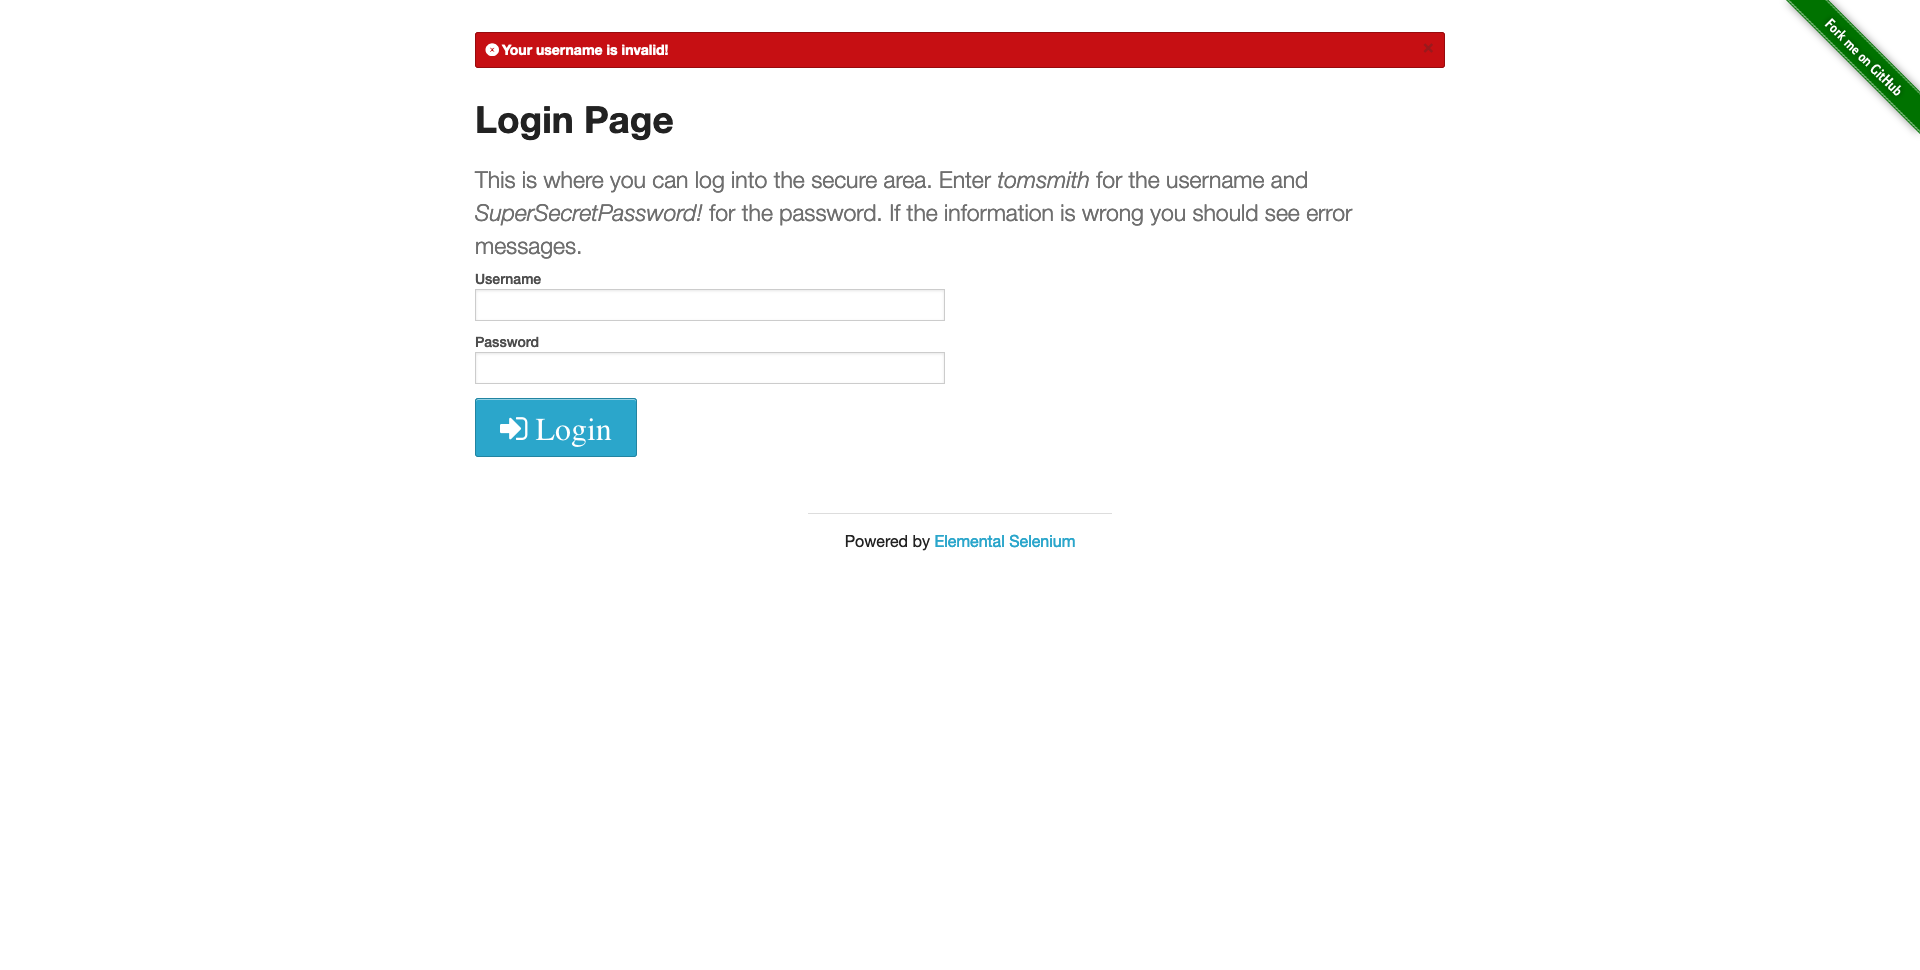 Your username is invalid!
×
Fork me on GitHub
Login Page
This is where you can log into the secure area. Enter tomsmith for the username and
SuperSecretPassword! for the password. If the information is wrong you should see error
messages.
Username
Password
Login
Powered by Elemental Selenium